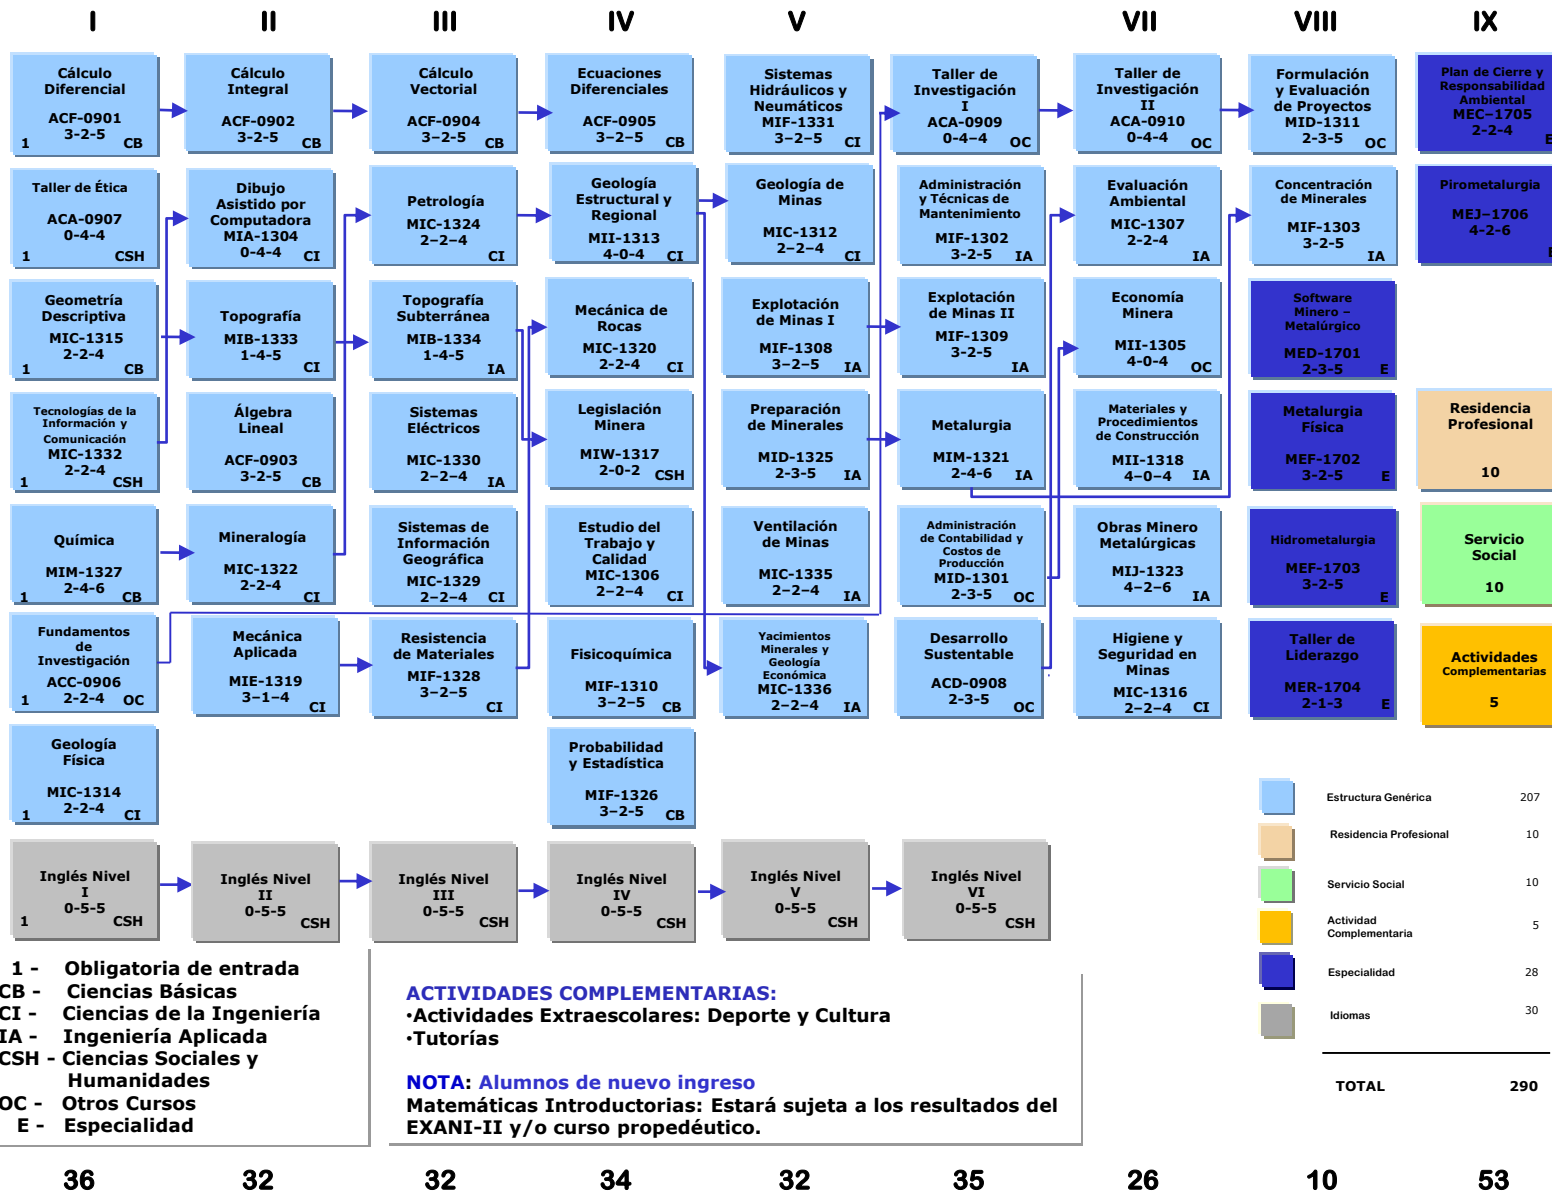 I
II
III
IV
V
VII
VIII
IX
Cálculo
Diferencial
ACF-0901
3-2-5
1
CB
Cálculo
Integral
ACF-0902
3-2-5
CB
Cálculo
Vectorial
ACF-0904
3-2-5
CB
Ecuaciones
Diferenciales
ACF-0905
3–2–5
CB
Sistemas
Hidráulicos y
Neumáticos
MIF-1331
3–2–5
CI
Taller de
Investigación
I
ACA-0909
0-4-4
OC
Taller de
Investigación
II
ACA-0910
0-4-4
OC
Formulación
y Evaluación
de Proyectos
MID-1311
2-3-5
OC
Plan de Cierre y
Responsabilidad
Ambiental
MEC–1705
2-2-4
E
Taller de Ética
ACA-0907
0-4-4
1
CSH
Dibujo
Asistido por
Computadora
MIA-1304
0-4-4
CI
Petrología
MIC-1324
2–2–4
CI
Geología
Estructural y
Regional
MII-1313
4-0-4
CI
Geología de
Minas
MIC-1312
2–2–4
CI
Administración
y Técnicas de
Mantenimiento
MIF-1302
3-2-5
IA
Evaluación
Ambiental
MIC-1307
2-2-4
IA
Concentración
de Minerales
MIF-1303
3-2-5
IA
Pirometalurgia
MEJ–1706
4-2-6
E
Geometría
Descriptiva
MIC-1315
2-2-4
1
CB
Topografía
MIB-1333
1-4-5
CI
Topografía
Subterránea
MIB-1334
1-4-5
IA
Mecánica de
Rocas
MIC-1320
2-2-4
CI
Explotación
de Minas I
MIF-1308
3–2–5
IA
Explotación
de Minas II
MIF-1309
3-2-5
IA
Economía
Minera
MII-1305
4-0-4
OC
Software
Minero –
Metalúrgico
MED-1701
2-3-5
E
Tecnologías de la
Información y
Comunicación
MIC-1332
2-2-4
1
CSH
Álgebra
Lineal
ACF-0903
3-2-5
CB
Sistemas
Eléctricos
MIC-1330
2–2–4
IA
Legislación
Minera
MIW-1317
2-0-2
CSH
Preparación
de Minerales
MID-1325
2-3-5
IA
Metalurgia
MIM-1321
2-4-6
IA
Materiales y
Procedimientos
de Construcción
MII-1318
4–0–4
IA
Metalurgia
Física
MEF-1702
3-2-5
E
Residencia
Profesional
10
Química
MIM-1327
2-4-6
1
CB
Mineralogía
MIC-1322
2-2-4
CI
Sistemas de
Información
Geográfica
MIC-1329
2–2–4
CI
Estudio del
Trabajo y
Calidad
MIC-1306
2–2–4
CI
Ventilación
de Minas
MIC-1335
2–2–4
IA
Administración
de Contabilidad y
Costos de
Producción
MID-1301
2-3-5
OC
Obras Minero
Metalúrgicas
MIJ-1323
4–2–6
IA
Hidrometalurgia
MEF-1703
3-2-5
E
Servicio
Social
10
Fundamentos
de
Investigación
ACC-0906
2-2-4
1
OC
Mecánica
Aplicada
MIE-1319
3–1–4
CI
Resistencia
de Materiales
MIF-1328
3–2–5
CI
Fisicoquímica
MIF-1310
3–2–5
CB
Yacimientos
Minerales y
Geología
Económica
MIC-1336
2–2–4
IA
Desarrollo
Sustentable
ACD-0908
2-3-5
OC
Higiene y
Seguridad en
Minas
MIC-1316
2–2–4
CI
Taller de
Liderazgo
MER-1704
2-1-3
E
Actividades
Complementarias
5
Geología
Física
MIC-1314
2-2-4
1
CI
Probabilidad
y Estadística
MIF-1326
3–2-5
CB
Inglés Nivel
I
0-5-5
1
CSH
Inglés Nivel
II
0-5-5
CSH
Inglés Nivel
III
0-5-5
CSH
Inglés Nivel
IV
0-5-5
CSH
Inglés Nivel
V
0-5-5
CSH
Inglés Nivel
VI
0-5-5
CSH
Estructura Genérica 207
Residencia Profesional 10
Servicio Social 10
Actividad
Complementaria 5
Especialidad 28
Idiomas 30
TOTAL 290
1 - Obligatoria de entrada
CB - Ciencias Básicas
CI - Ciencias de la Ingeniería
IA - Ingeniería Aplicada
CSH - Ciencias Sociales y
Humanidades
OC - Otros Cursos
E - Especialidad
ACTIVIDADES COMPLEMENTARIAS:
•Actividades Extraescolares: Deporte y Cultura
•Tutorías
NOTA: Alumnos de nuevo ingreso
Matemáticas Introductorias: Estará sujeta a los resultados del
EXANI-II y/o curso propedéutico.
36
32
32
34
32
35
26
10
53